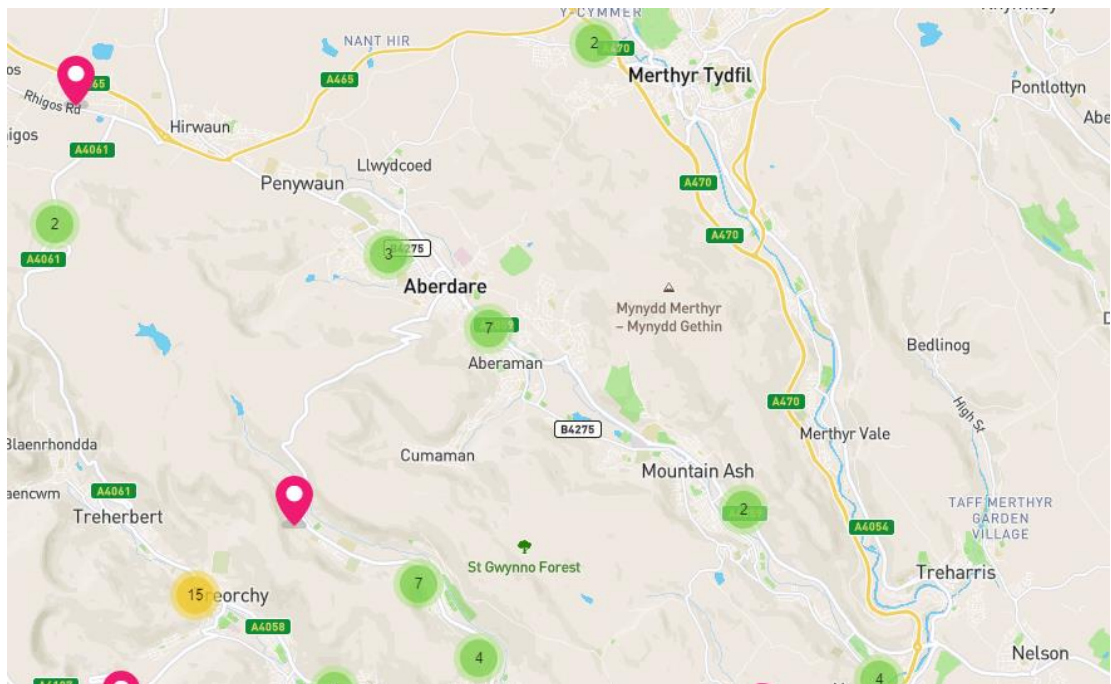 Y-CYMMER
2
A470
NANT HIR
Merthyr Tydfil
A465
Pontlottyn
Rhigos Rd
Hirwaun
A4061
Llwydcoed
Penywaun
A470
2
A470
A4061
3
B4275
Aberdare
7
Mynydd Merthyr
– Mynydd Gethin
Bedlinog
Aberaman
A470
High St
B4275
Merthyr Vale
Blaenrhondda
Cumaman
Mountain Ash
A4061
Treherbert
2
TAFF MERTHYR
GARDEN
VILLAGE
A4054
St Gwynno Forest
Treharris
7
15
A4058
4
Nelson
4